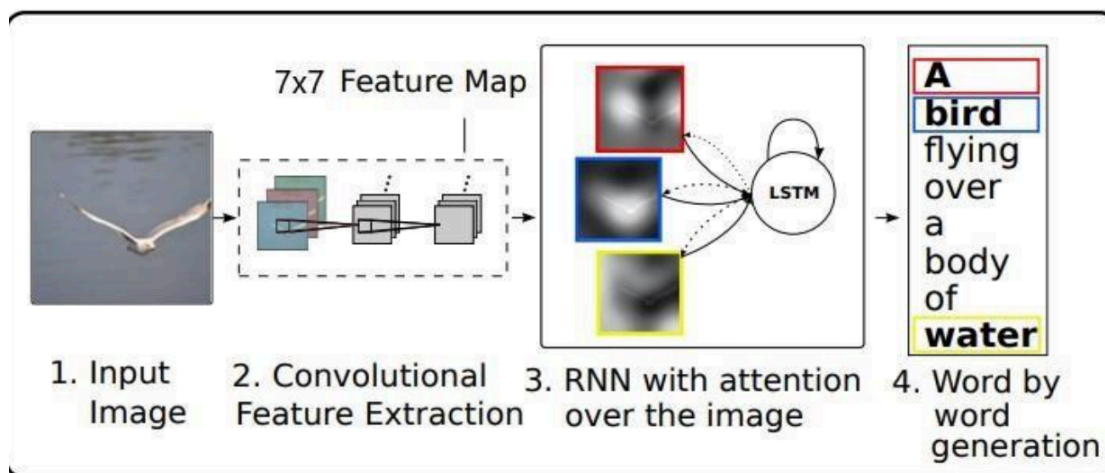 7x7 Feature Map
LSTM
A
bird
flying
over
a
body
of
water
1. Input
Image
2. Convolutional
Feature Extraction
3. RNN with attention
over the image
4. Word by
word
generation